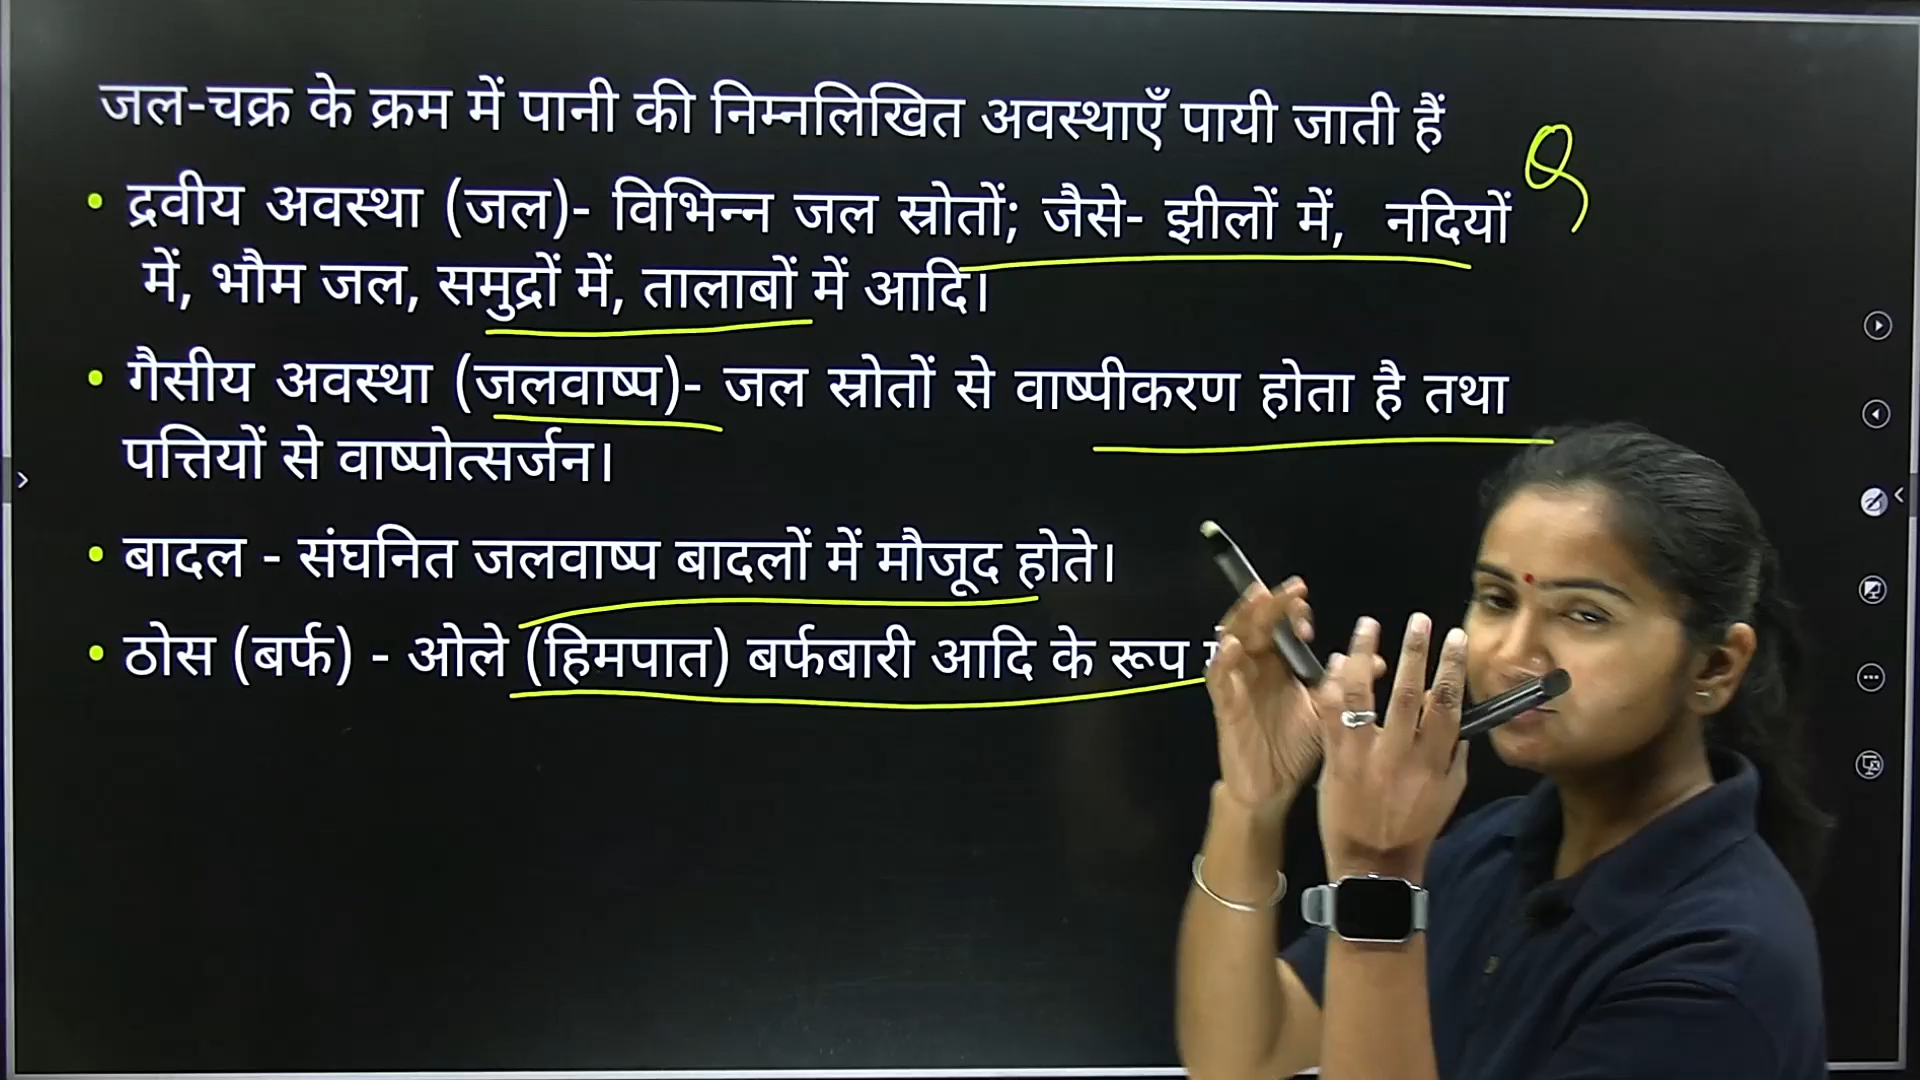 जल-चक्र के क्रम में पानी की निम्नलिखित अवस्थाएँ पायी जाती हैं
• द्रवीय अवस्था (जल)- विभिन्न जल स्रोतों; जैसे- झीलों में, नदियों
में, भौम जल, समुद्रों में, तालाबों में आदि।
• गैसीय अवस्था (जलवाष्प)- जल स्रोतों से वाष्पीकरण होता है तथा
पत्तियों से वाष्पोत्सर्जन।
• बादल - संघनित जलवाष्प बादलों में मौजूद होते।
• ठोस (बर्फ) - ओले (हिमपात) बर्फबारी आदि के रूप